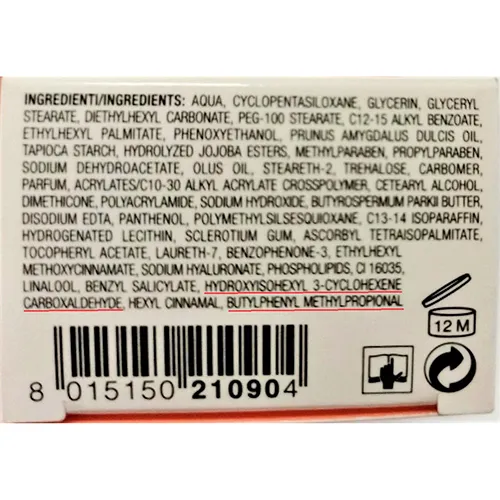 INGREDIENTI/INGREDIENTS: AQUA, CYCLOPENTASILOXANE, GLYCERIN, GLYCERYL
STEARATE, DIETHYLHEXYL CARBONATE, PEG-100 STEARATE, C12-15 ALKYL BENZOATE,
ETHYLHEXYL PALMITATE, PHENOXYETHANOL, PRUNUS AMYGDALUS DULCIS OIL,
TAPIOCA STARCH, HYDROLYZED JOJOBA ESTERS, METHYLPARABEN, PROPYLPARABEN,
SODIUM DEHYDROACETATE, OLUS OIL, STEARETH-2, TREHALOSE, CARBOMER,
PARFUM, ACRYLATES/C10-30 ALKYL ACRYLATE CROSSPOLYMER, CETEARYL ALCOHOL,
DIMETHICONE, POLYACRYLAMIDE, SODIUM HYDROXIDE, BUTYROSPERMUM PARKII BUTTER,
DISODIUM EDTA, PANTHENOL, POLYMETHYLSILSESQUIOXANE, C13-14 ISOPARAFFIN,
HYDROGENATED LECITHIN, SCLEROTIUM GUM, ASCORBYL TETRAISOPALMITATE,
TOCOPHERYL ACETATE, LAURETH-7, BENZOPHENONE-3, ETHYLHEXYL
METHOXYCINNAMATE, SODIUM HYALURONATE, PHOSPHOLIPIDS, CI 16035,
LINALOOL, BENZYL SALICYLATE, HYDROXYISOHEXYL 3-CYCLOHEXENE
CARBOXALDEHYDE, HEXYL CINNAMAL, BUTYLPHENYL METHYLPROPIONAL
12 M
8 015150 210904